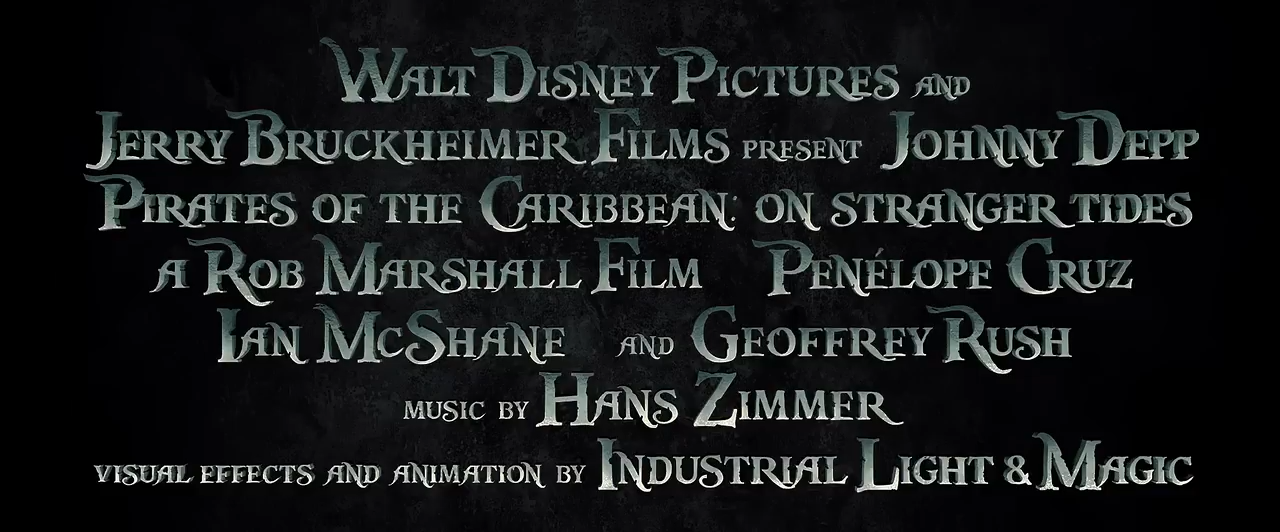 Walt Disney Pictures and
Jerry Bruckheimer Films present Johnny Depp
Pirates of the Caribbean: on stranger tides
a Rob Marshall Film Penélope Cruz
Ian McShane and Geoffrey Rush
music by Hans Zimmer
visual effects and animation by Industrial Light & Magic